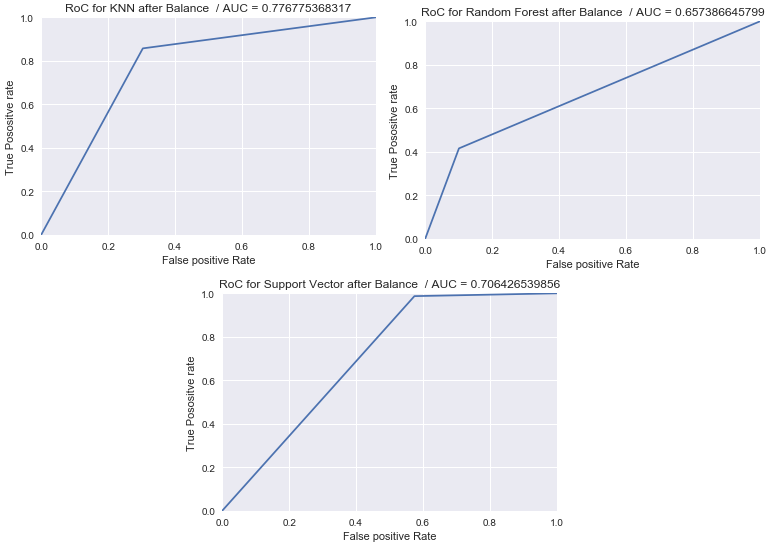 RoC for KNN after Balance / AUC = 0.776775368317
1.0
0.8
0.6
0.4
0.2
0.0
True Pososityve rate
0.0 0.2 0.4 0.6 0.8 1.0
False positive Rate
RoC for Random Forest after Balance / AUC = 0.657386645799
1.0
0.8
0.6
0.4
0.2
0.0
True Posositve rate
0.0 0.2 0.4 0.6 0.8 1.0
False positive Rate
RoC for Support Vector after Balance / AUC = 0.706426539856
1.0
0.8
0.6
0.4
0.2
0.0
True Posositve rate
0.0 0.2 0.4 0.6 0.8 1.0
False positive Rate